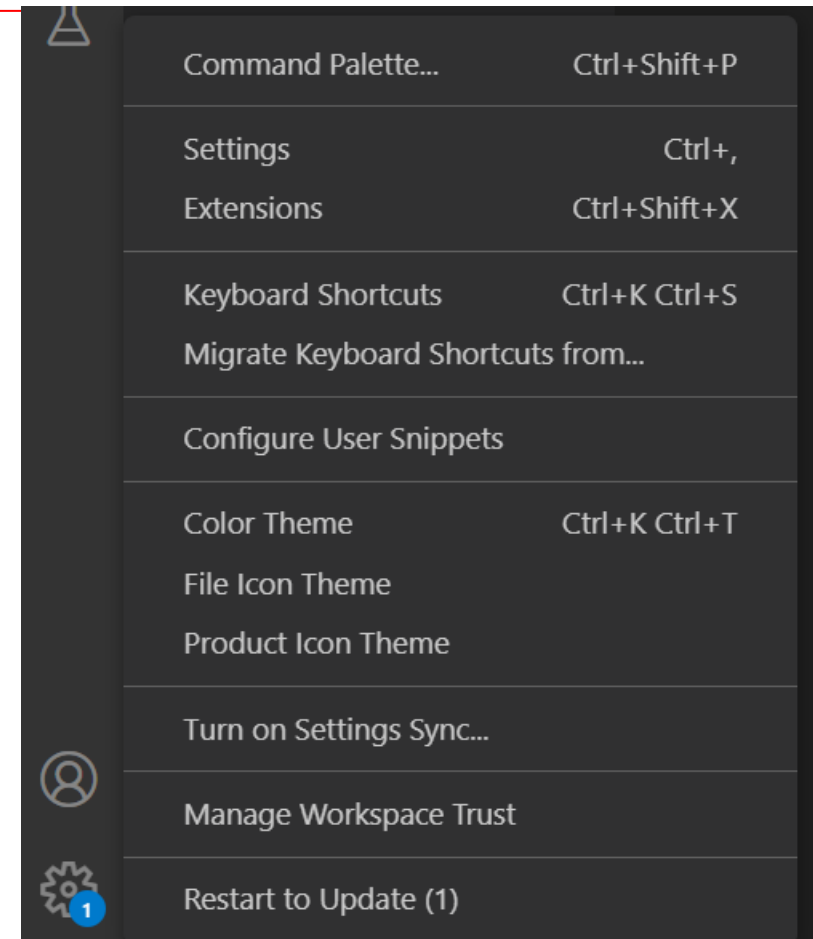 Command Palette... Ctrl+Shift+P
Settings Ctrl+,
Extensions Ctrl+Shift+X
Keyboard Shortcuts Ctrl+K Ctrl+S
Migrate Keyboard Shortcuts from...
Configure User Snippets
Color Theme Ctrl+K Ctrl+T
File Icon Theme
Product Icon Theme
Turn on Settings Sync...
Manage Workspace Trust
Restart to Update (1)
1